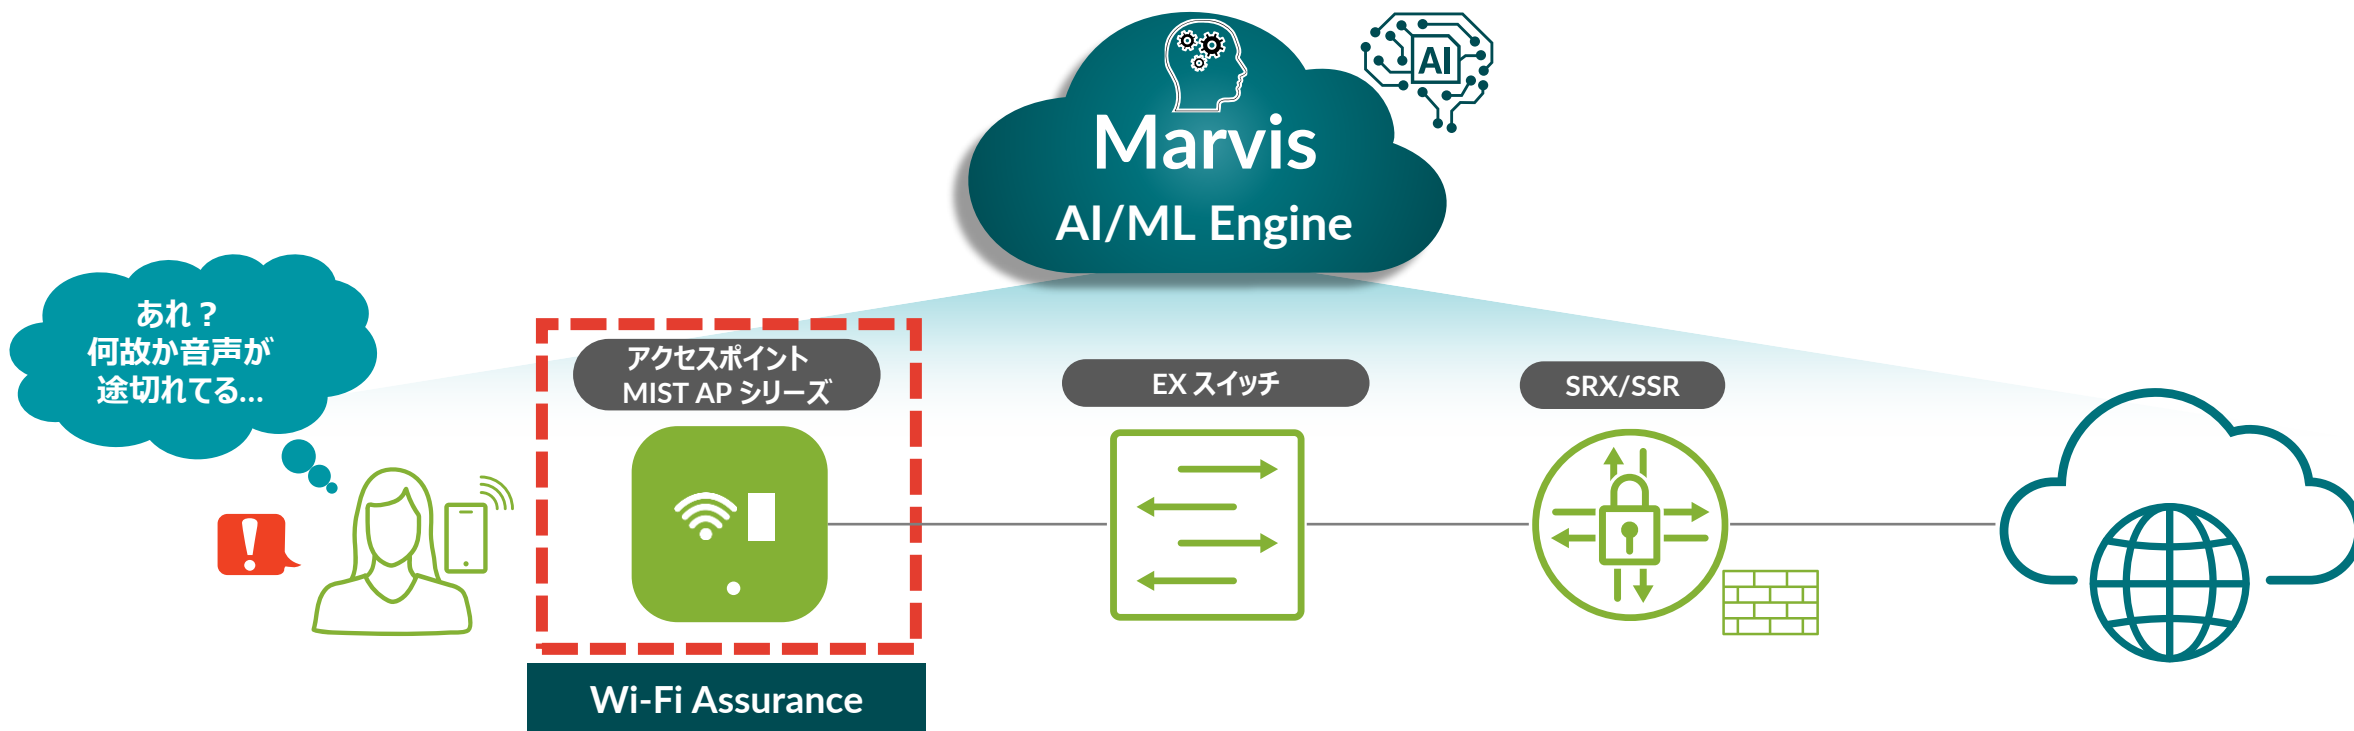 AI
Marvis
AI/ML Engine
あれ？
何故か音声が
途切れてる...
アクセスポイント
MIST AP シリーズ
EX スイッチ
SRX/SSR
Wi-Fi Assurance